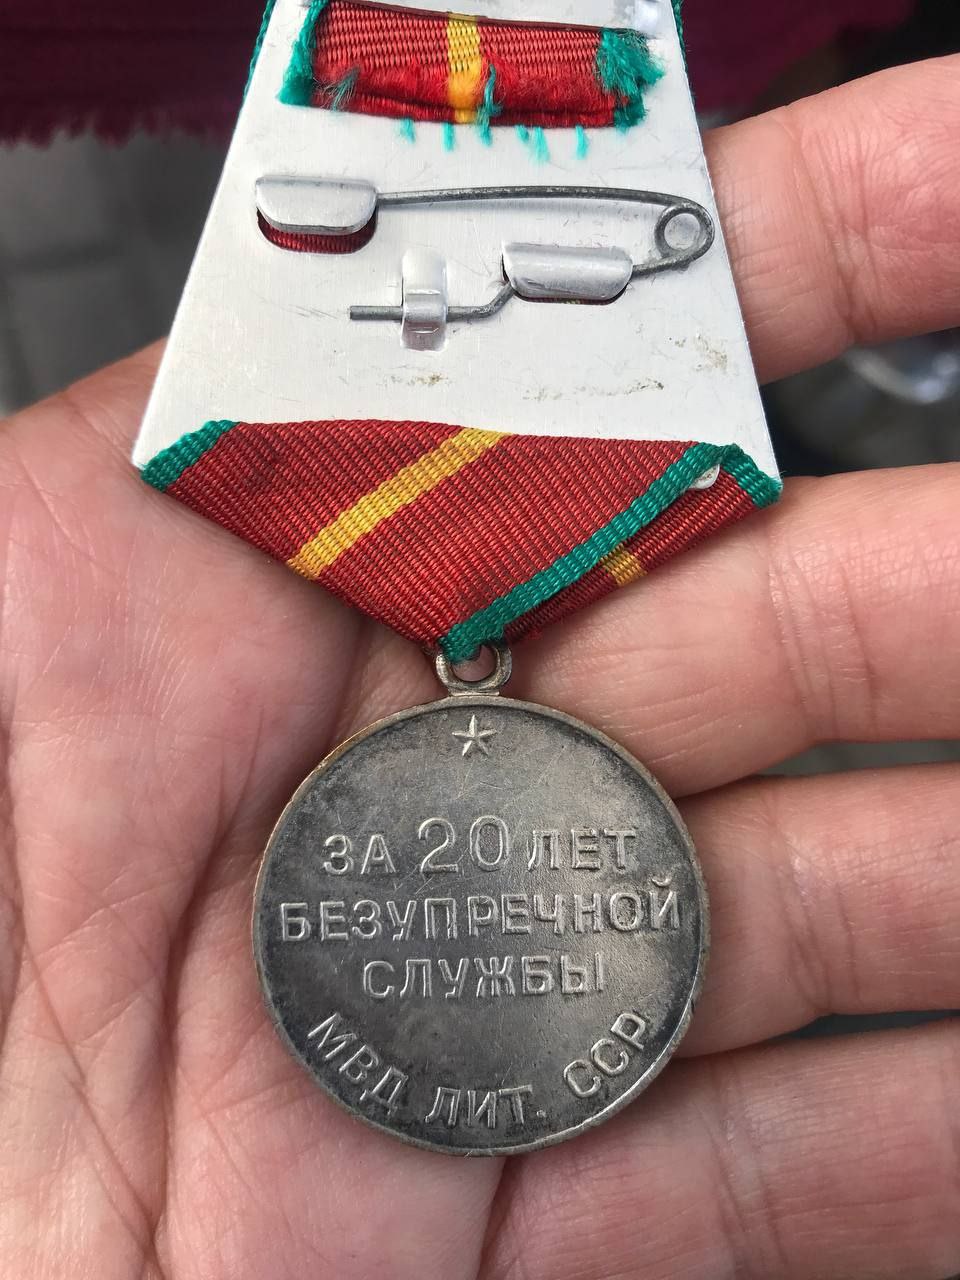 ЗА 20 ЛЕТ
БЕЗУПРЕЧНОЙ
СЛУЖБЫ
МВД ЛИТ. ССР